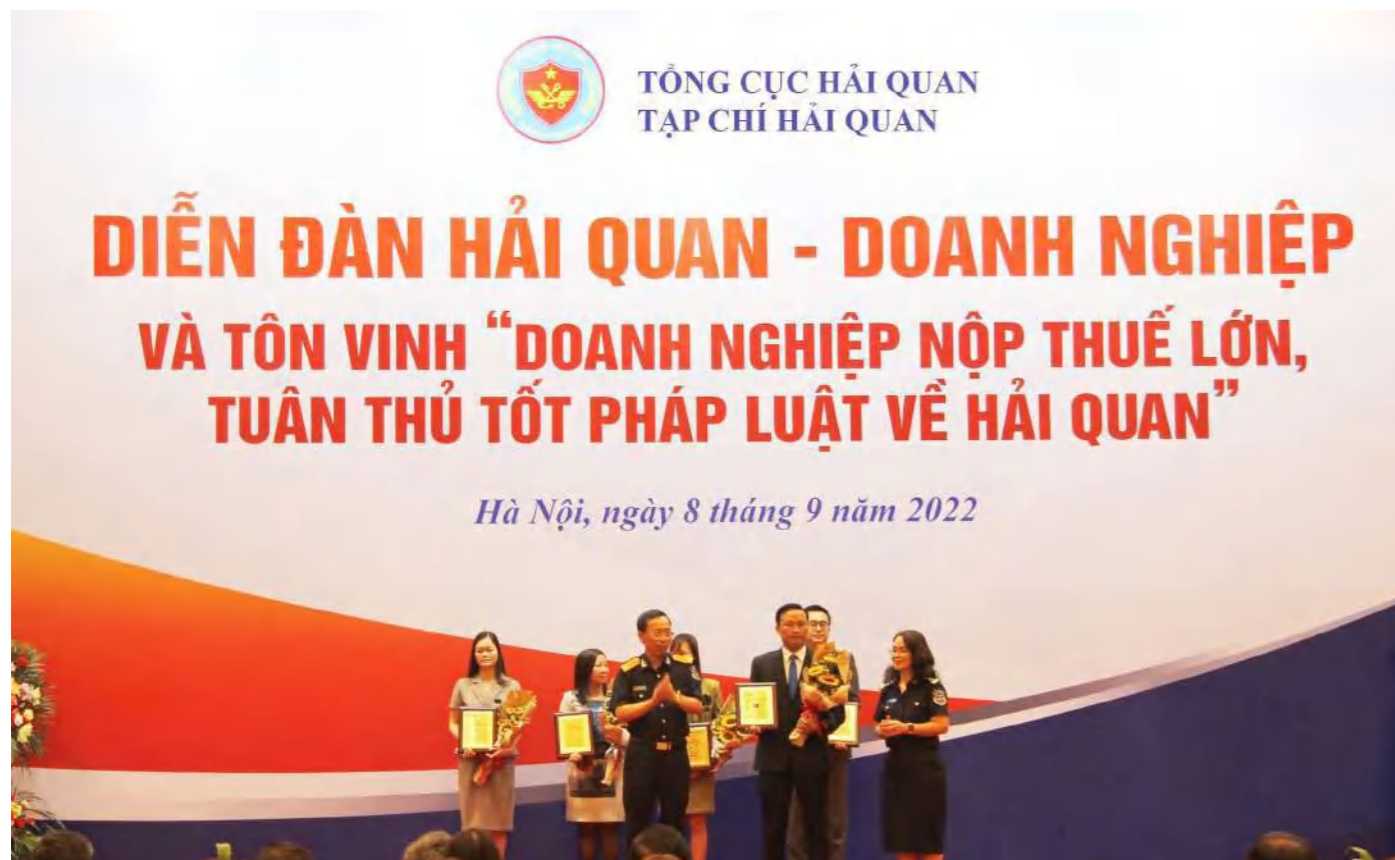 TỔNG CỤC HẢI QUAN
TẠP CHÍ HẢI QUAN
DIỄN ĐÀN HẢI QUAN - DOANH NGHIỆP
VÀ TÔN VINH “DOANH NGHIỆP NỘP THUẾ LỚN,
TUÂN THỦ TỐT PHÁP LUẬT VỀ HẢI QUAN”
Hà Nội, ngày 8 tháng 9 năm 2022